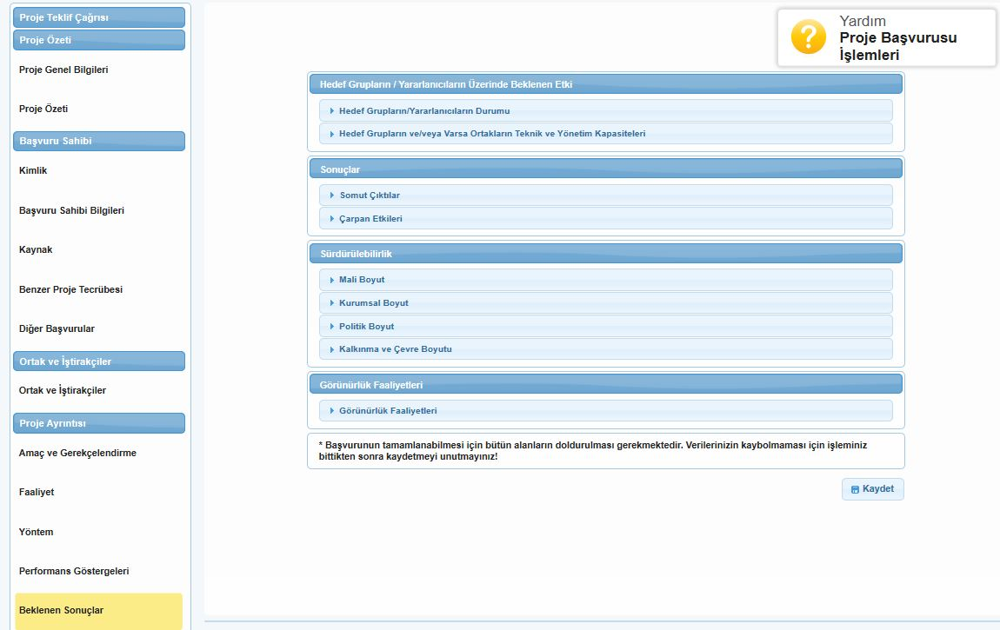 Proje Teklif Çağrısı
Proje Özeti
Proje Genel Bilgileri
Proje Özeti
Başvuru Sahibi
Kimlik
Başvuru Sahibi Bilgileri
Kaynak
Benzer Proje Tecrübesi
Diğer Başvurular
Ortak ve İştirakçiler
Ortak ve İştirakçiler
Proje Ayrıntısı
Amaç ve Gerekçelendirme
Faaliyet
Yöntem
Performans Göstergeleri
Beklenen Sonuçlar
Yardım
Proje Başvurusu
İşlemleri
Hedef Grupların / Yararlanıcıların Üzerinde Beklenen Etki
Hedef Grupların/Yararlanıcıların Durumu
Hedef Grupların ve/veya Varsa Ortakların Teknik ve Yönetim Kapasiteleri
Sonuçlar
Somut Çıktılar
Çarpan Etkileri
Sürdürülebilirlik
Mali Boyut
Kurumsal Boyut
Politik Boyut
Kalkınma ve Çevre Boyutu
Görünürlük Faaliyetleri
Görünürlük Faaliyetleri
* Başvurunun tamamlanabilmesi için bütün alanların doldurulması gerekmektedir. Verilerinizin kaybolmaması için işleminiz
bittikten sonra kaydetmeyi unutmayınız!
Kaydet